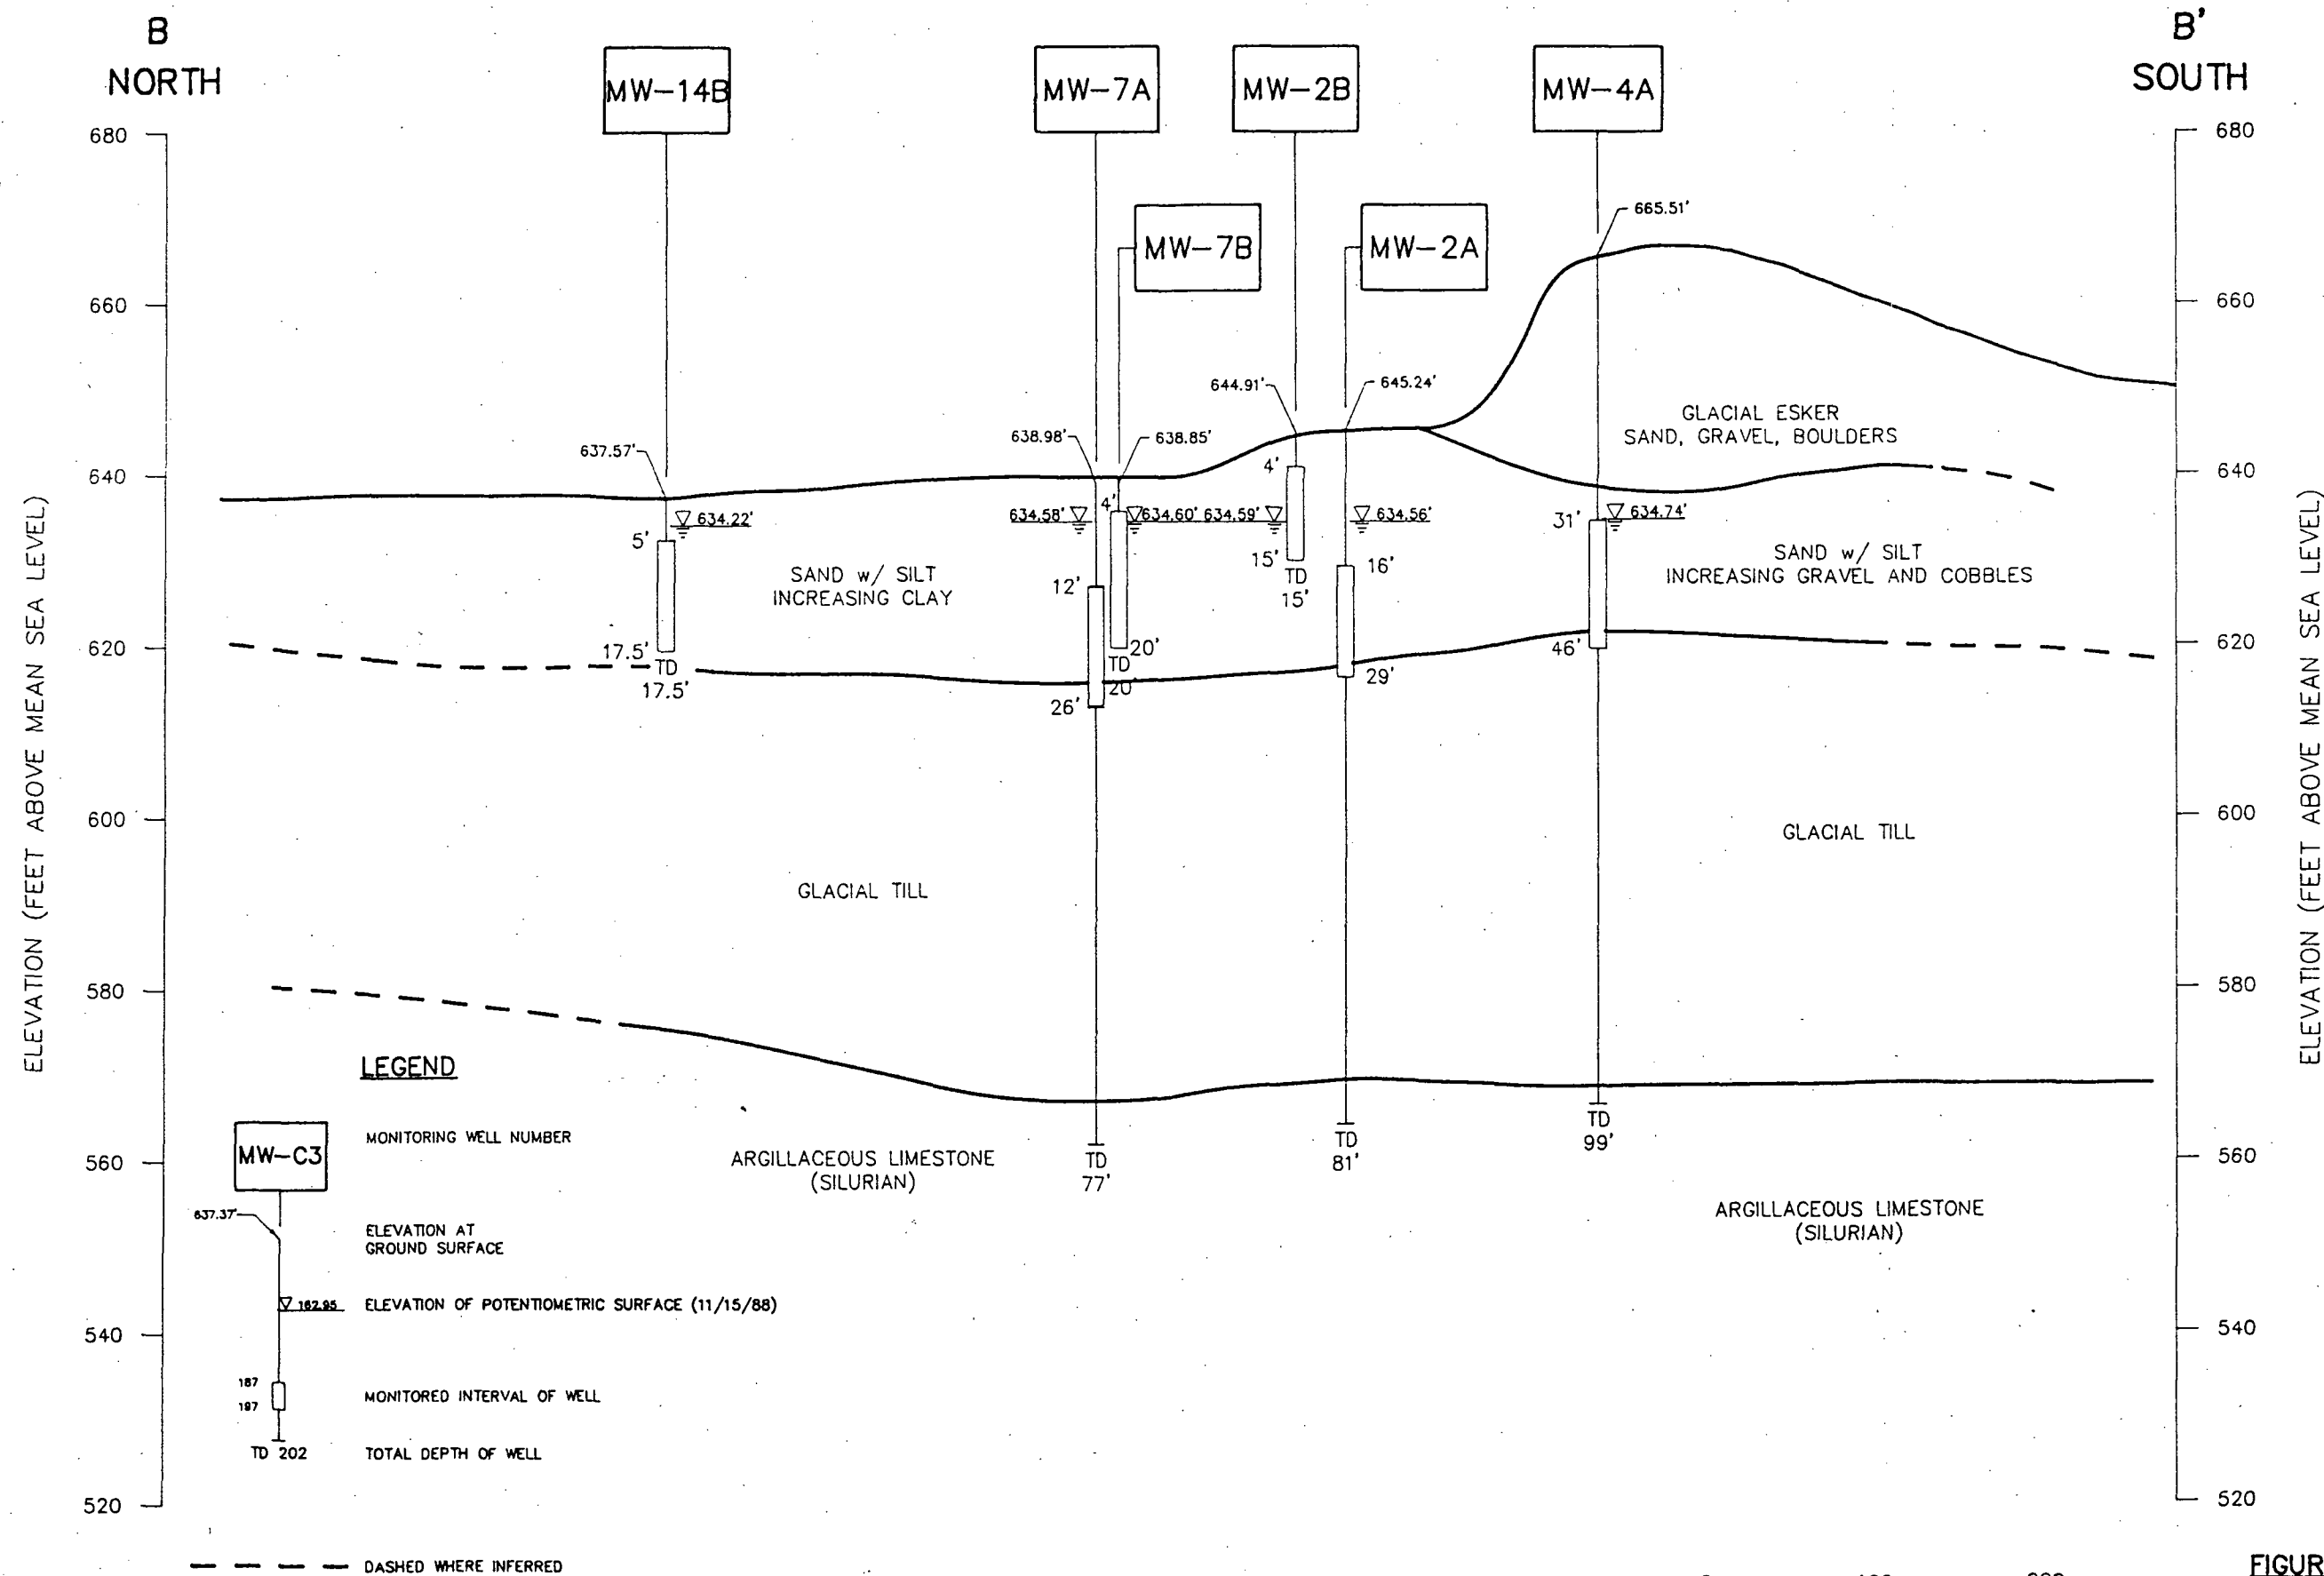 B
NORTH
B'
SOUTH
MW-14B
MW-7A
MW-2B
MW-4A
MW-7B
MW-2A
680
660
640
620
600
580
560
540
520
ELEVATION (FEET ABOVE MEAN SEA LEVEL)
680
660
640
620
600
580
560
540
520
ELEVATION (FEET ABOVE MEAN SEA LEVEL)
665.51'
644.91'
645.24'
637.57'
638.98'
638.85'
634.22'
634.58'
634.60'
634.59'
634.56'
634.74'
5'
17.5'
TD
17.5'
12'
26'
4'
20'
TD
20'
4'
15'
TD
15'
16'
29'
31'
46'
GLACIAL ESKER
SAND, GRAVEL, BOULDERS
SAND w/ SILT
INCREASING CLAY
SAND w/ SILT
INCREASING GRAVEL AND COBBLES
GLACIAL TILL
GLACIAL TILL
TD
77'
TD
81'
TD
99'
ARGILLACEOUS LIMESTONE
(SILURIAN)
ARGILLACEOUS LIMESTONE
(SILURIAN)
LEGEND
MW-C3
MONITORING WELL NUMBER
637.37'
ELEVATION AT
GROUND SURFACE
162.95
ELEVATION OF POTENTIOMETRIC SURFACE (11/15/88)
187
197
MONITORED INTERVAL OF WELL
TD 202
TOTAL DEPTH OF WELL
DASHED WHERE INFERRED
FIGUR